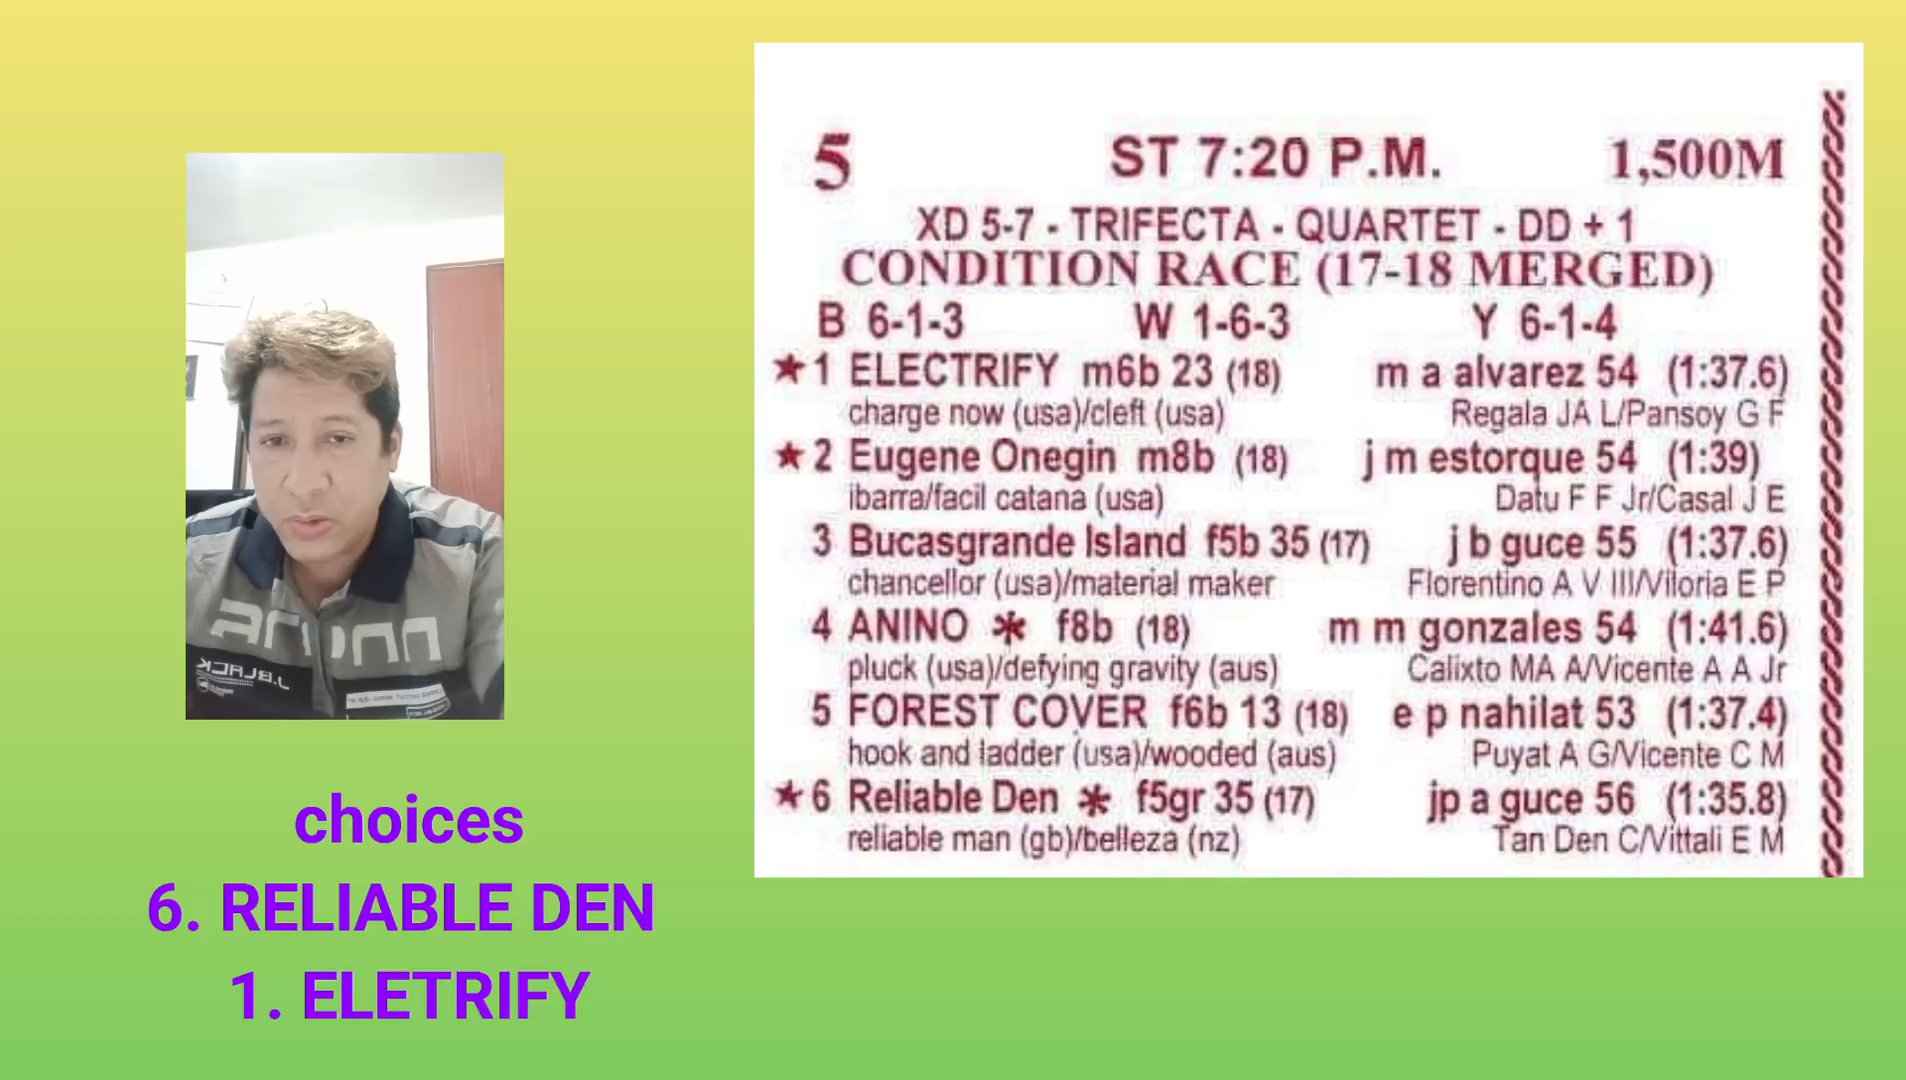 5 ST 7:20 P.M. 1,500M
XD 5-7 - TRIFECTA - QUARTET - DD + 1
CONDITION RACE (17-18 MERGED)
B 6-1-3 W 1-6-3 Y 6-1-4
★ 1 ELECTRIFY m6b 23 (18) m a alvarez 54 (1:37.6)
charge now (usa)/cleft (usa) Regala JA L/Pansoy G F
★ 2 Eugene Onegin m8b (18) j m estorque 54 (1:39)
ibarra/facil catana (usa) Datu F F Jr/Casal J E
3 Bucasgrande Island f5b 35 (17) j b guce 55 (1:37.6)
chancellor (usa)/material maker Florentino A V III/Viloria E P
4 ANINO * f8b (18) m m gonzales 54 (1:41.6)
pluck (usa)/defying gravity (aus) Calixto MA A/Vicente A A Jr
5 FOREST COVER f6b 13 (18) e p nahilat 53 (1:37.4)
hook and ladder (usa)/wooded (aus) Puyat A G/Vicente C M
★ 6 Reliable Den * f5gr 35 (17) jp a guce 56 (1:35.8)
reliable man (gb)/belleza (nz) Tan Den C/Vittali E M
J.BLACK
choices
6. RELIABLE DEN
1. ELETRIFY